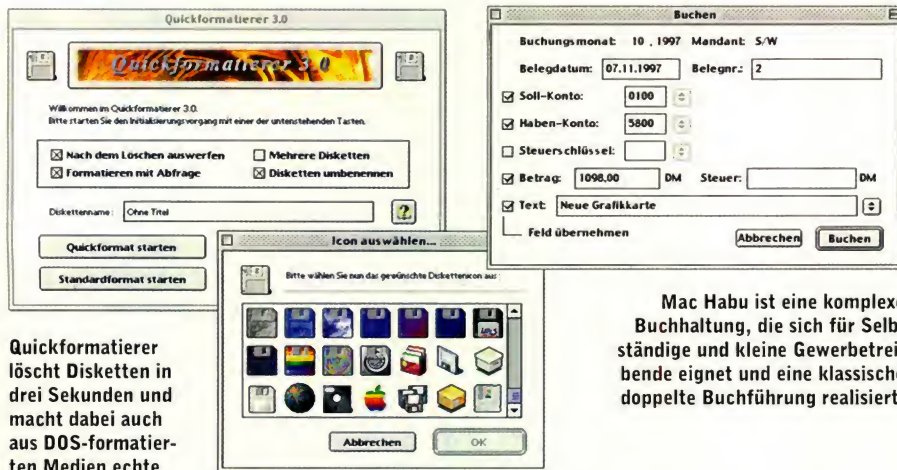 Quickformatierer 3.0
Quickformatierer 3.0
Willkommen im Quickformatierer 3.0.
Bitte starten Sie den Initialisierungsvorgang mit einer der untenstehenden Tasten.
Nach dem Löschen auswerfen
Mehrere Disketten
Formatieren mit Abfrage
Disketten umbenennen
Diskettenname:
Ohne Titel
?
Quickformat starten
Standardformat starten
Icon auswählen...
Bitte wählen Sie nun das gewünschte Disketten­icon aus:
Abbrechen
OK
Buchen
Buchungsmonat: 10 . 1997 Mandant: S/W
Belegdatum: 07.11.1997 Belegnr.: 2
Soll-Konto: 0100
Haben-Konto: 5800
Steuerschlüssel:
Betrag: 1098,00 DM Steuer: DM
Text: Neue Grafikkarte
Feld übernehmen
Abbrechen
Buchen
Quickformatierer
löscht Disketten in
drei Sekunden und
macht dabei auch
aus DOS-formatier-
ten Medien echte
Mac Habu ist eine komplexe
Buchhaltung, die sich für Selb-
ständige und kleine Gewerbetrei-
bende eignet und eine klassische
doppelte Buchführung realisiert